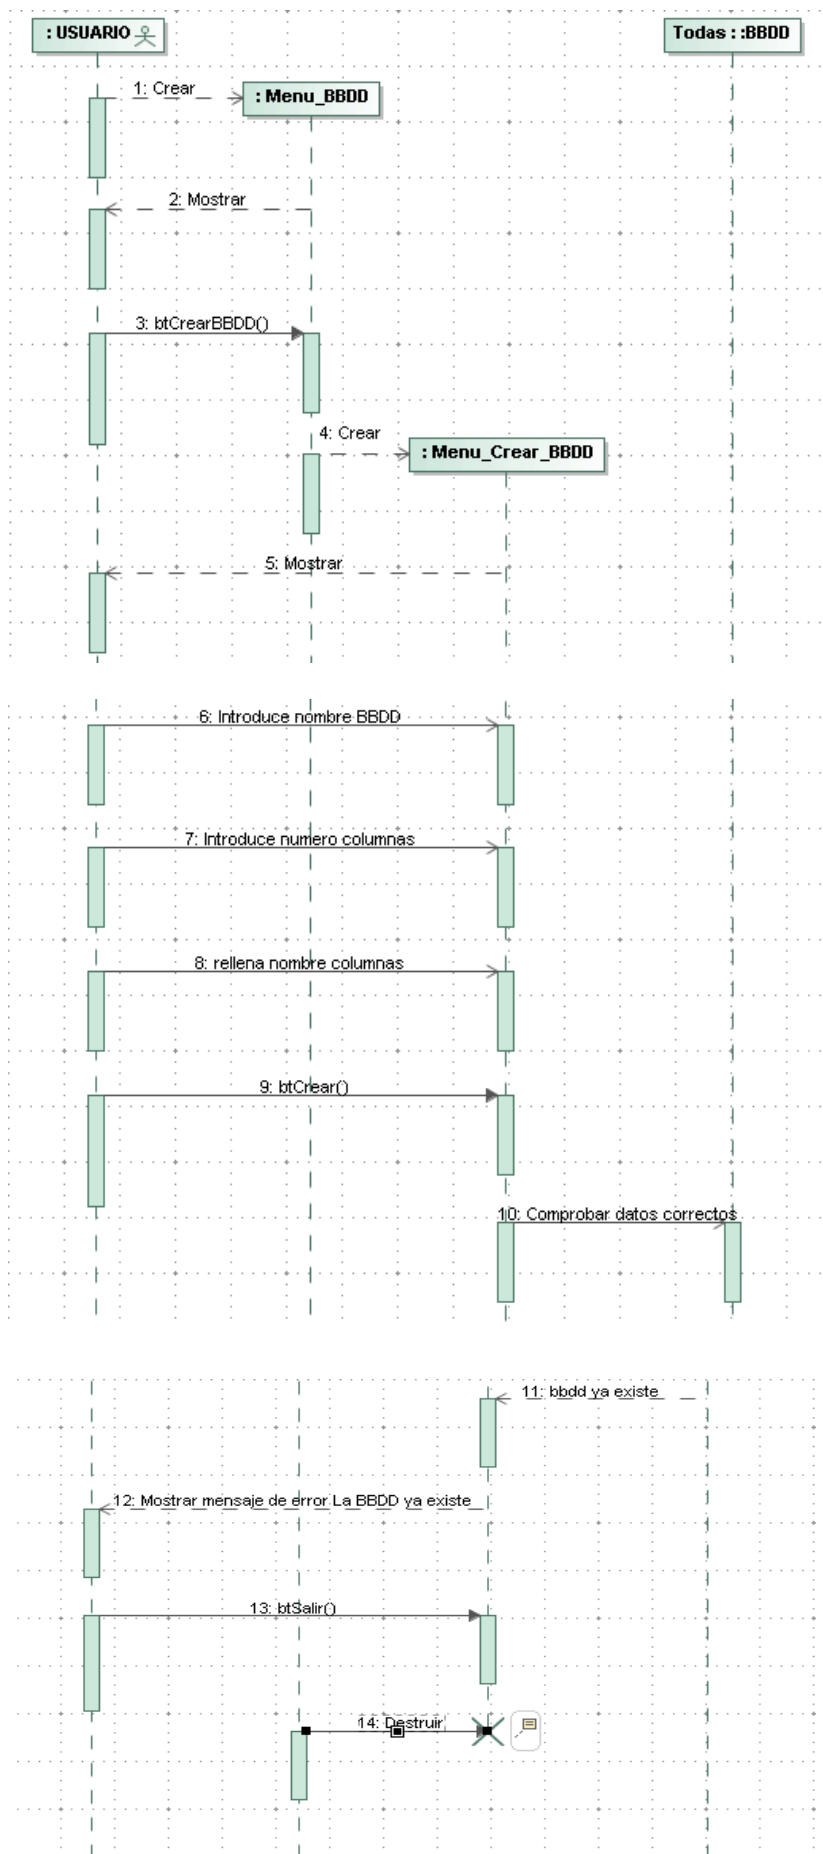 : USUARIO
Todas : :BBDD
1: Crear
: Menu_BBDD
2: Mostrar
3: btCrearBBDD()
4: Crear
: Menu_Crear_BBDD
5: Mostrar
6: Introduce nombre BBDD
7: Introduce numero columnas
8: rellena nombre columnas
9: btCrear()
10: Comprobar datos correctos
11: bbdd ya existe
12: Mostrar mensaje de error La BBDD ya existe
13: btSalir()
14: Destruir